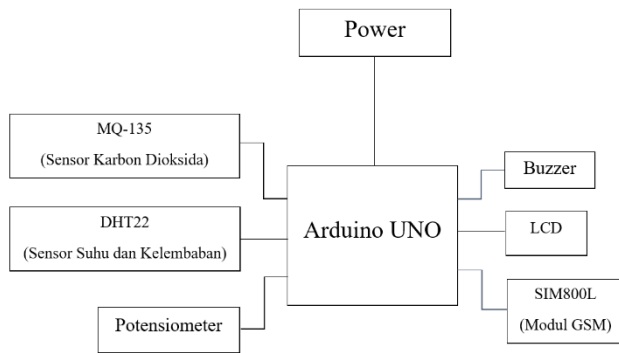 Power
MQ-135
(Sensor Karbon Dioksida)
DHT22
(Sensor Suhu dan Kelembaban)
Potensiometer
Arduino UNO
Buzzer
LCD
SIM800L
(Modul GSM)